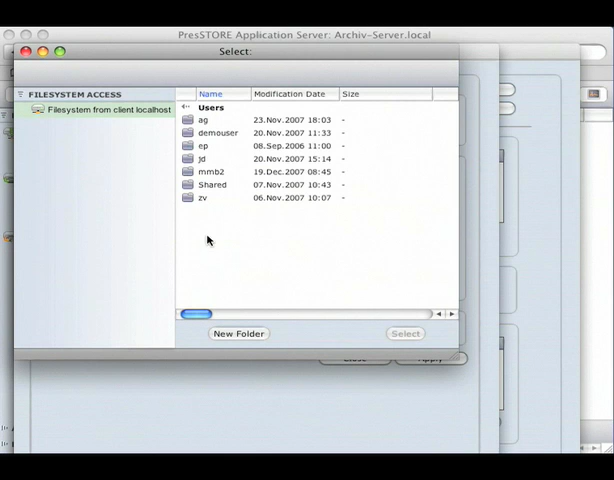 PresSTORE Application Server: Archiv-Server.local
Select:
FILESYSTEM ACCESS
Filesystem from client localhost
Name Modification Date Size
Users
ag 23.Nov.2007 18:03 -
demouser 20.Nov.2007 11:33 -
ep 08.Sep.2006 11:00 -
jd 20.Nov.2007 15:14 -
mmb2 19.Dec.2007 08:45 -
Shared 07.Nov.2007 10:43 -
zv 06.Nov.2007 10:07 -
New Folder Select